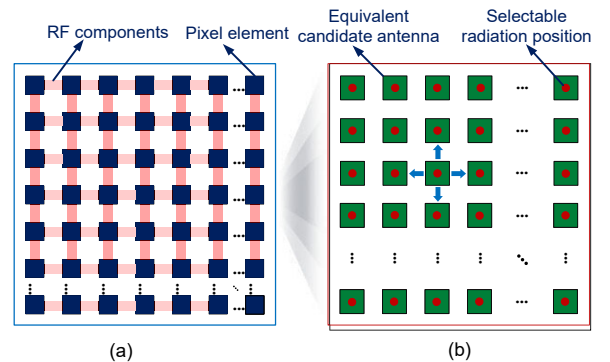 RF components
Pixel element
Equivalent
candidate antenna
Selectable
radiation position
(a)
(b)